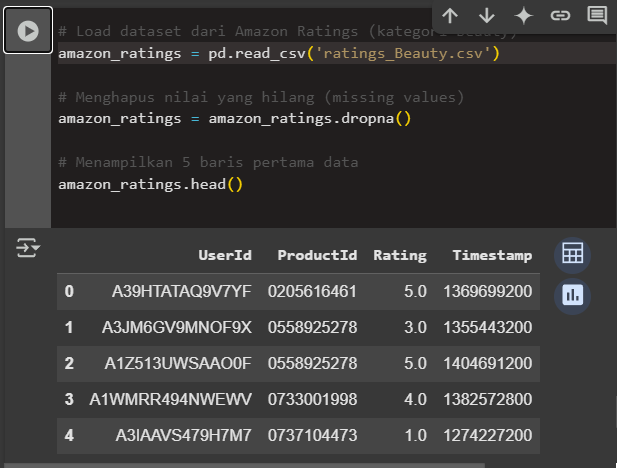 # Load dataset dari Amazon Ratings (kategori
amazon_ratings = pd.read_csv('ratings_Beauty.csv')
# Menghapus nilai yang hilang (missing values)
amazon_ratings = amazon_ratings.dropna()
# Menampilkan 5 baris pertama data
amazon_ratings.head()
UserId ProductId Rating Timestamp
0 A39HTATAQ9V7YF 0205616461 5.0 1369699200
1 A3JM6GV9MNOF9X 0558925278 3.0 1355443200
2 A1Z513UWSAAO0F 0558925278 5.0 1404691200
3 A1WMRR494NWEWV 0733001998 4.0 1382572800
4 A3IAAVS479H7M7 0737104473 1.0 1274227200